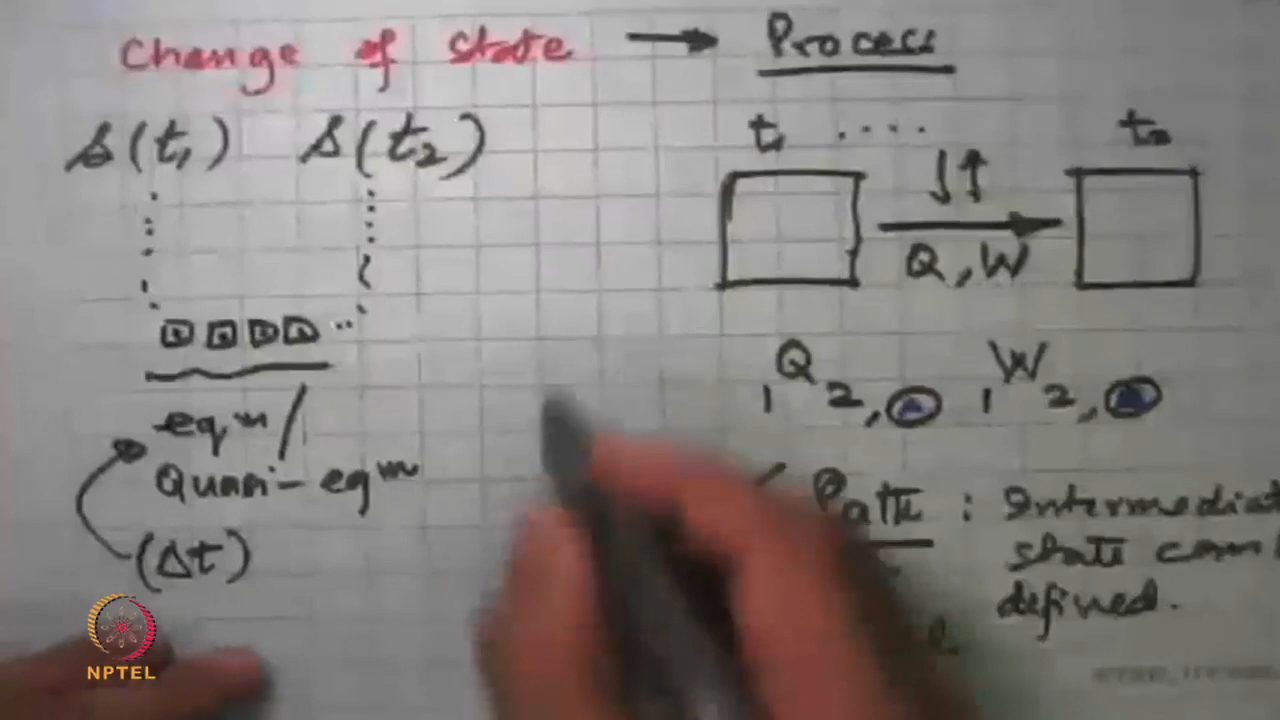 Change of state → Process
s(t₁) s(t₂)
t₁ .... t₂
↓↑
Q, W
₁Q₂, ₁W₂,
eqᵐ /
Quasi-eqᵐ
(Δt)
Path : Intermediat
state can
defined.
NPTEL